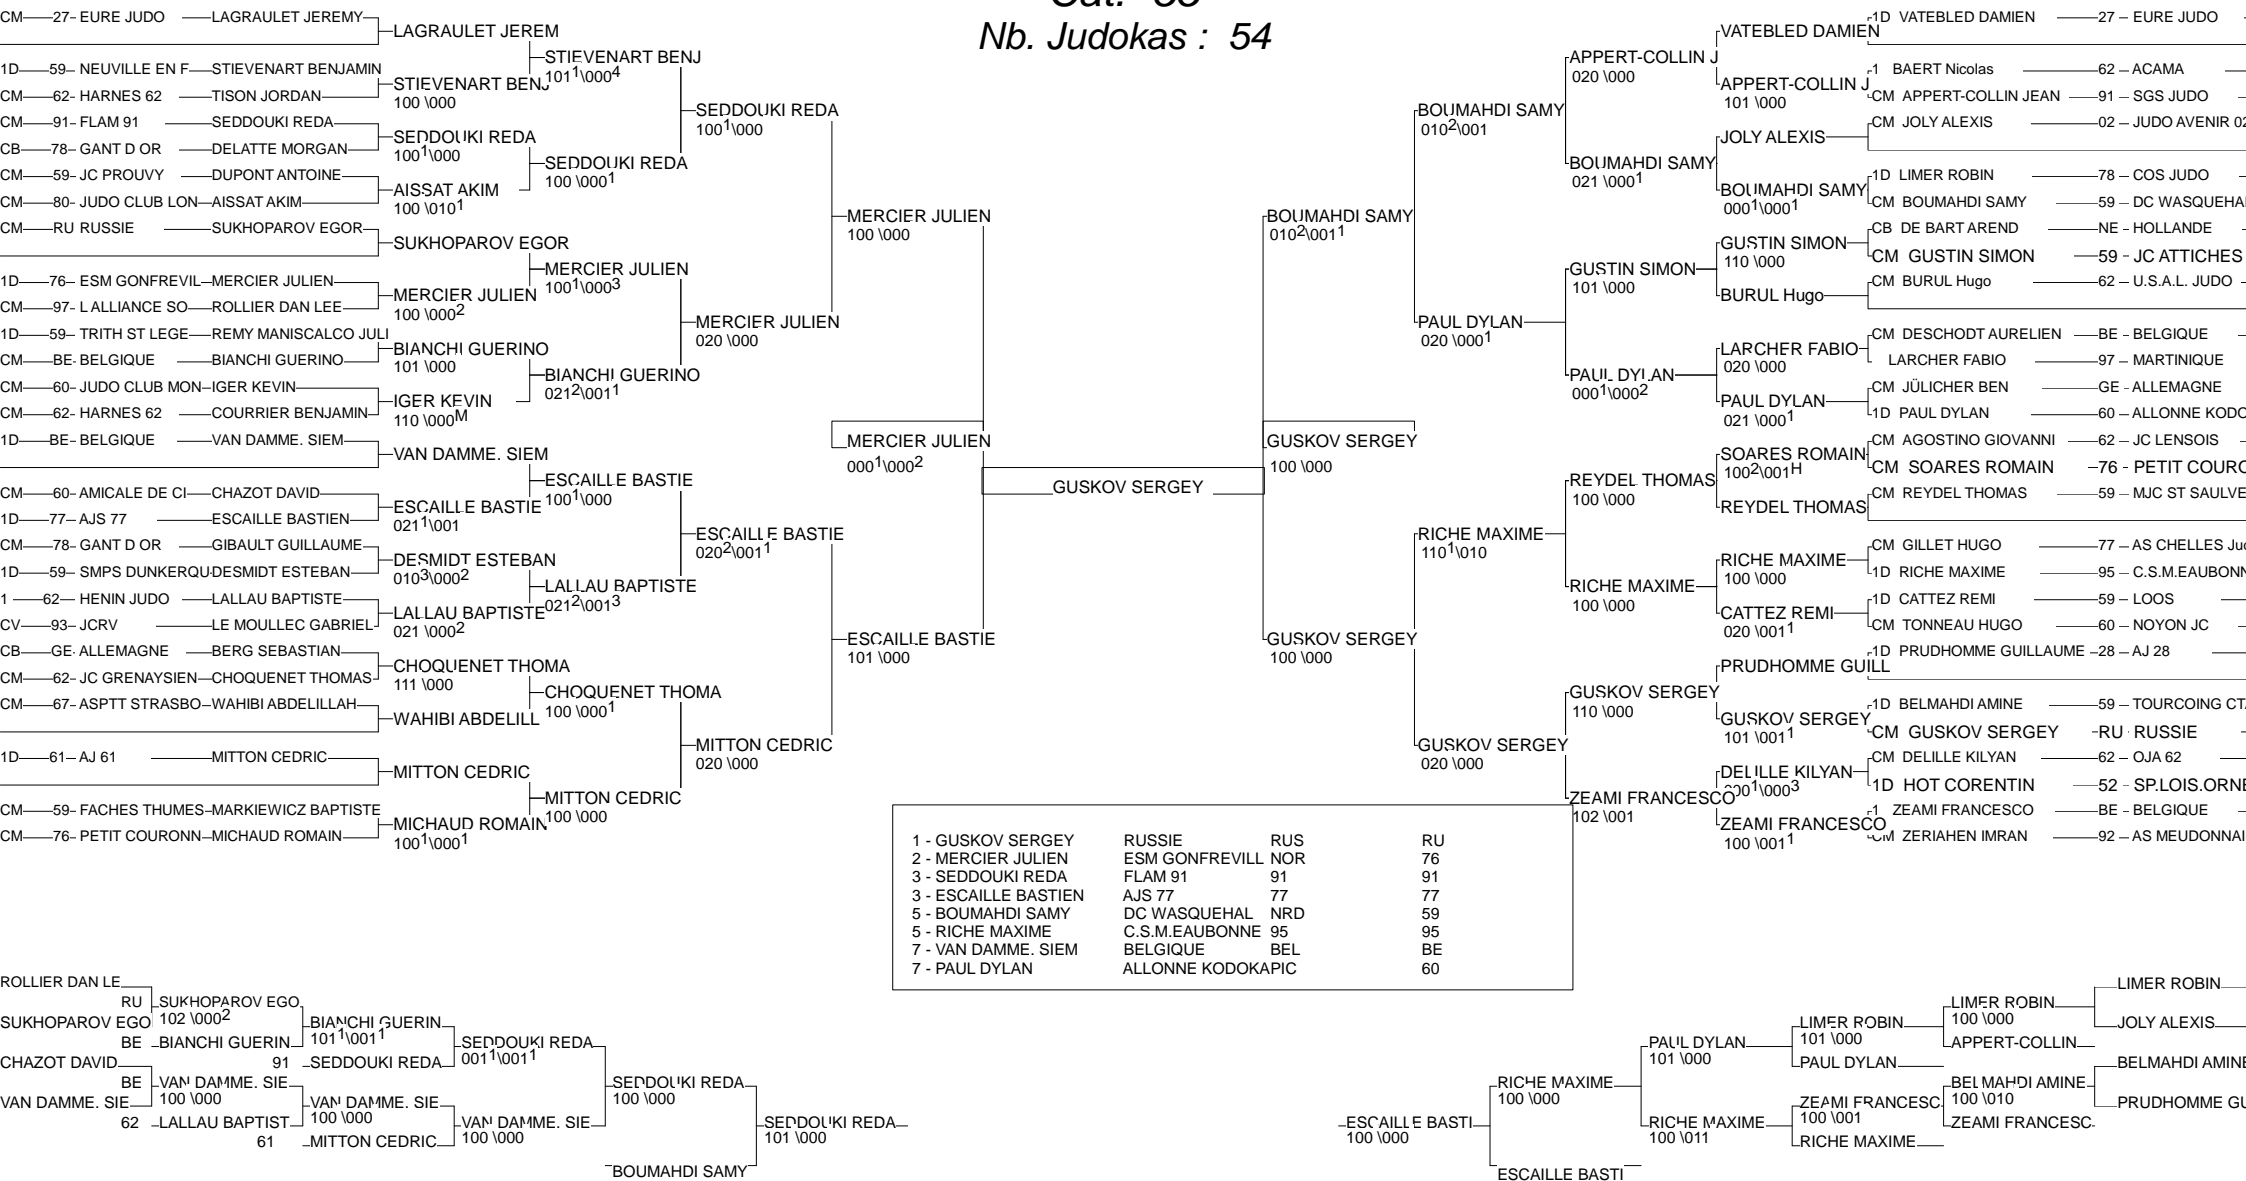 Nb. Judokas : 54
CM 27- EURE JUDO LAGRAULET JEREMY
1D 59- NEUVILLE EN F STIEVENART BENJAMIN
CM 62- HARNES 62 TISON JORDAN
CM 91- FLAM 91 SEDDOUKI REDA
CB 78- GANT D OR DELATTE MORGAN
CM 59- JC PROUVY DUPONT ANTOINE
CM 80- JUDO CLUB LON AISSAT AKIM
CM RU RUSSIE SUKHOPAROV EGOR
1D 76- ESM GONFREVIL MERCIER JULIEN
CM 97- L ALLIANCE SO ROLLIER DAN LEE
1D 59- TRITH ST LEGE REMY MANISCALCO JULI
CM BE- BELGIQUE BIANCHI GUERINO
CM 60- JUDO CLUB MON IGER KEVIN
CM 62- HARNES 62 COURRIER BENJAMIN
1D BE- BELGIQUE VAN DAMME. SIEM
CM 60- AMICALE DE CI CHAZOT DAVID
1D 77- AJS 77 ESCAILLE BASTIEN
CM 78- GANT D OR GIBAULT GUILLAUME
1D 59- SMPS DUNKERQU DESMIDT ESTEBAN
1 62- HENIN JUDO LALLAU BAPTISTE
CV 93- JCRV LE MOULLEC GABRIEL
CB GE- ALLEMAGNE BERG SEBASTIAN
CM 62- JC GRENAYSIEN CHOQUENET THOMAS
CM 67- ASPTT STRASBO WAHIBI ABDELILLAH
1D 61- AJ 61 MITTON CEDRIC
CM 59- FACHES THUMES MARKIEWICZ BAPTISTE
CM 76- PETIT COURONN MICHAUD ROMAIN
LAGRAULET JEREM
STIEVENART BENJ
100 \000
SEDDOUKI REDA
100¹\000
AISSAT AKIM
100 \010¹
SUKHOPAROV EGOR
MERCIER JULIEN
100 \000²
BIANCHI GUERINO
101 \000
IGER KEVIN
110 \000ᴹ
VAN DAMME. SIEM
ESCAILLE BASTIE
021¹\001
DESMIDT ESTEBAN
010³\000²
LALLAU BAPTISTE
021 \000²
CHOQUENET THOMA
111 \000
WAHIBI ABDELILL
MITTON CEDRIC
MICHAUD ROMAIN
100¹\000¹
STIEVENART BENJ
101¹\000⁴
SEDDOUKI REDA
100 \000¹
MERCIER JULIEN
100¹\000³
BIANCHI GUERINO
021²\001¹
ESCAILLE BASTIE
100¹\000
LALLAU BAPTISTE
021²\001³
CHOQUENET THOMA
100 \000¹
MITTON CEDRIC
100 \000
SEDDOUKI REDA
100¹\000
MERCIER JULIEN
020 \000
ESCAILLE BASTIE
020²\001¹
MITTON CEDRIC
020 \000
MERCIER JULIEN
100 \000
ESCAILLE BASTIE
101 \000
MERCIER JULIEN
000¹\000²
GUSKOV SERGEY
GUSKOV SERGEY
100 \000
BOUMAHDI SAMY
010²\001¹
GUSKOV SERGEY
100 \000
BOUMAHDI SAMY
010²\001
PAUL DYLAN
020 \000¹
RICHE MAXIME
110¹\010
GUSKOV SERGEY
020 \000
APPERT-COLLIN J
020 \000
BOUMAHDI SAMY
021 \000¹
GUSTIN SIMON
101 \000
PAUL DYLAN
000¹\000²
REYDEL THOMAS
100 \000
RICHE MAXIME
100 \000
GUSKOV SERGEY
110 \000
ZEAMI FRANCESCO
102 \001
VATEBLED DAMIEN
APPERT-COLLIN J
101 \000
JOLY ALEXIS
BOUMAHDI SAMY
000¹\000¹
GUSTIN SIMON
110 \000
BURUL Hugo
LARCHER FABIO
020 \000
PAUL DYLAN
021 \000¹
SOARES ROMAIN
100²\001ᴴ
REYDEL THOMAS
RICHE MAXIME
100 \000
CATTEZ REMI
020 \001¹
PRUDHOMME GUILL
GUSKOV SERGEY
101 \001¹
DELILLE KILYAN
000¹\000³
ZEAMI FRANCESCO
100 \001¹
1D VATEBLED DAMIEN 27 – EURE JUDO
1 BAERT Nicolas 62 – ACAMA
CM APPERT-COLLIN JEAN 91 – SGS JUDO
CM JOLY ALEXIS 02 – JUDO AVENIR 02
1D LIMER ROBIN 78 – COS JUDO
CM BOUMAHDI SAMY 59 – DC WASQUEHA
CB DE BART AREND NE – HOLLANDE
CM GUSTIN SIMON 59 - JC ATTICHES
CM BURUL Hugo 62 – U.S.A.L. JUDO
CM DESCHODT AURELIEN BE – BELGIQUE
LARCHER FABIO 97 – MARTINIQUE
CM JÜLICHER BEN GE - ALLEMAGNE
1D PAUL DYLAN 60 – ALLONNE KODO
CM AGOSTINO GIOVANNI 62 – JC LENSOIS
CM SOARES ROMAIN 76 - PETIT COURO
CM REYDEL THOMAS 59 – MJC ST SAULVE
CM GILLET HUGO 77 – AS CHELLES Ju
1D RICHE MAXIME 95 – C.S.M.EAUBONN
1D CATTEZ REMI 59 – LOOS
CM TONNEAU HUGO 60 – NOYON JC
1D PRUDHOMME GUILLAUME 28 – AJ 28
1D BELMAHDI AMINE 59 – TOURCOING CT
CM GUSKOV SERGEY RU - RUSSIE
CM DELILLE KILYAN 62 – OJA 62
1D HOT CORENTIN 52 – SP.LOIS.ORNE
1 ZEAMI FRANCESCO BE – BELGIQUE
CM ZERIAHEN IMRAN 92 – AS MEUDONNAI
1 - GUSKOV SERGEY RUSSIE RUS RU
2 - MERCIER JULIEN ESM GONFREVILL NOR 76
3 - SEDDOUKI REDA FLAM 91 91 91
3 - ESCAILLE BASTIEN AJS 77 77 77
5 - BOUMAHDI SAMY DC WASQUEHAL NRD 59
5 - RICHE MAXIME C.S.M.EAUBONNE 95 95
7 - VAN DAMME. SIEM BELGIQUE BEL BE
7 - PAUL DYLAN ALLONNE KODOKAPIC 60
ROLLIER DAN LE
RU
SUKHOPAROV EGO
BE
CHAZOT DAVID
BE
VAN DAMME. SIE
62
SUKHOPAROV EGO
102 \000²
BIANCHI GUERIN
91
VAN DAMME. SIE
100 \000
LALLAU BAPTIST
61
BIANCHI GUERIN
101¹\001¹
SEDDOUKI REDA
VAN DAMME. SIE
100 \000
MITTON CEDRIC
SEDDOUKI REDA
001¹\001¹
VAN DAMME. SIE
100 \000
SEDDOUKI REDA
100 \000
BOUMAHDI SAMY
SEDDOUKI REDA
101 \000
ESCAILLE BASTI
100 \000
RICHE MAXIME
100 \000
ESCAILLE BASTI
PAUL DYLAN
101 \000
RICHE MAXIME
100 \011
LIMER ROBIN
101 \000
PAUL DYLAN
ZEAMI FRANCESC
100 \001
RICHE MAXIME
LIMER ROBIN
100 \000
APPERT-COLLIN
BELMAHDI AMINE
100 \010
ZEAMI FRANCESC
LIMER ROBIN
JOLY ALEXIS
BELMAHDI AMINE
PRUDHOMME GU